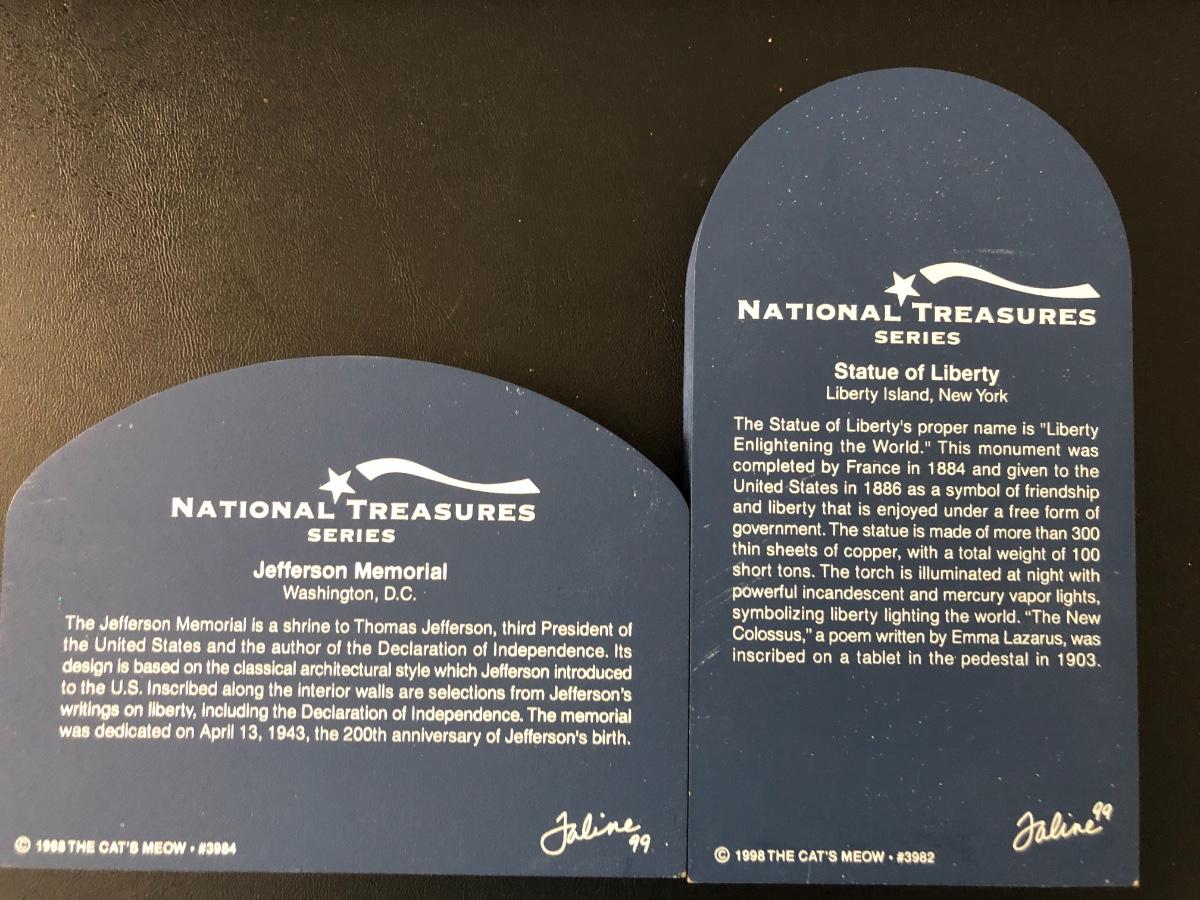 NATIONAL TREASURES
SERIES
Jefferson Memorial
Washington, D.C.
The Jefferson Memorial is a shrine to Thomas Jefferson, third President of
the United States and the author of the Declaration of Independence. Its
design is based on the classical architectural style which Jefferson introduced
to the U.S. Inscribed along the interior walls are selections from Jefferson's
writings on liberty, including the Declaration of Independence. The memorial
was dedicated on April 13, 1943, the 200th anniversary of Jefferson's birth.
Faline 99
© 1998 THE CAT'S MEOW • #3984
NATIONAL TREASURES
SERIES
Statue of Liberty
Liberty Island, New York
The Statue of Liberty's proper name is "Liberty
Enlightening the World." This monument was
completed by France in 1884 and given to the
United States in 1886 as a symbol of friendship
and liberty that is enjoyed under a free form of
government. The statue is made of more than 300
thin sheets of copper, with a total weight of 100
short tons. The torch is illuminated at night with
powerful incandescent and mercury vapor lights,
symbolizing liberty lighting the world. "The New
Colossus," a poem written by Emma Lazarus, was
inscribed on a tablet in the pedestal in 1903.
Faline 99
© 1998 THE CAT'S MEOW • #3982